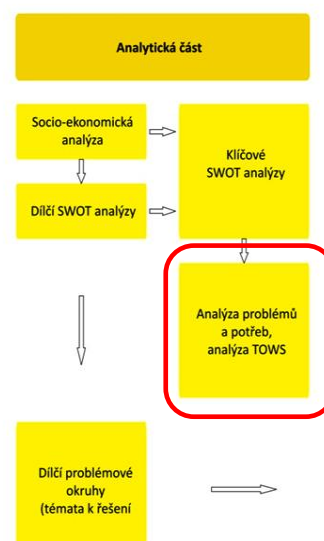 Analytická část
Socio-ekonomická
analýza
Klíčové
SWOT analýzy
Dílčí SWOT analýzy
Analýza problémů
a potřeb,
analýza TOWS
Dílčí problémové
okruhy
(témata k řešení